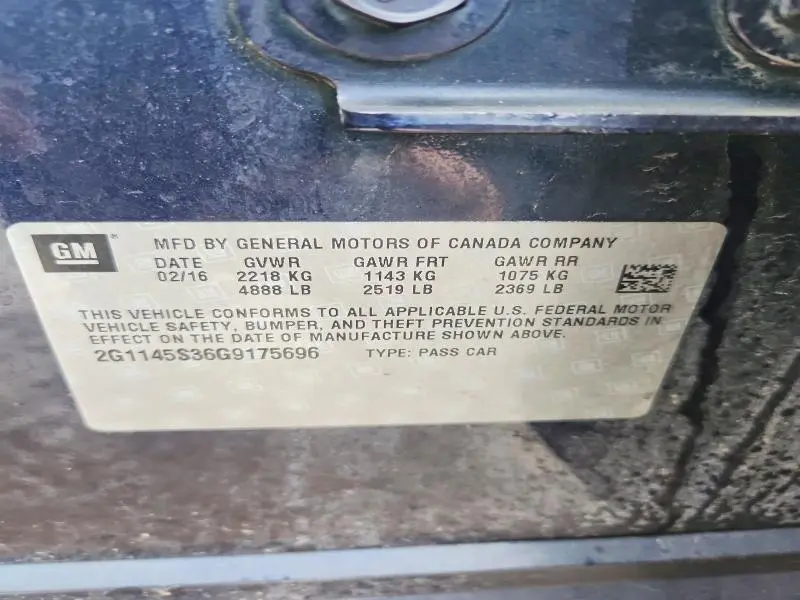 GM® MFD BY GENERAL MOTORS OF CANADA COMPANY
DATE GVWR GAWR FRT GAWR RR
02/16 2218 KG 1143 KG 1075 KG
4888 LB 2519 LB 2369 LB
THIS VEHICLE CONFORMS TO ALL APPLICABLE U.S. FEDERAL MOTOR
VEHICLE SAFETY, BUMPER, AND THEFT PREVENTION STANDARDS IN
EFFECT ON THE DATE OF MANUFACTURE SHOWN ABOVE.
2G1145S36G9175696 TYPE: PASS CAR